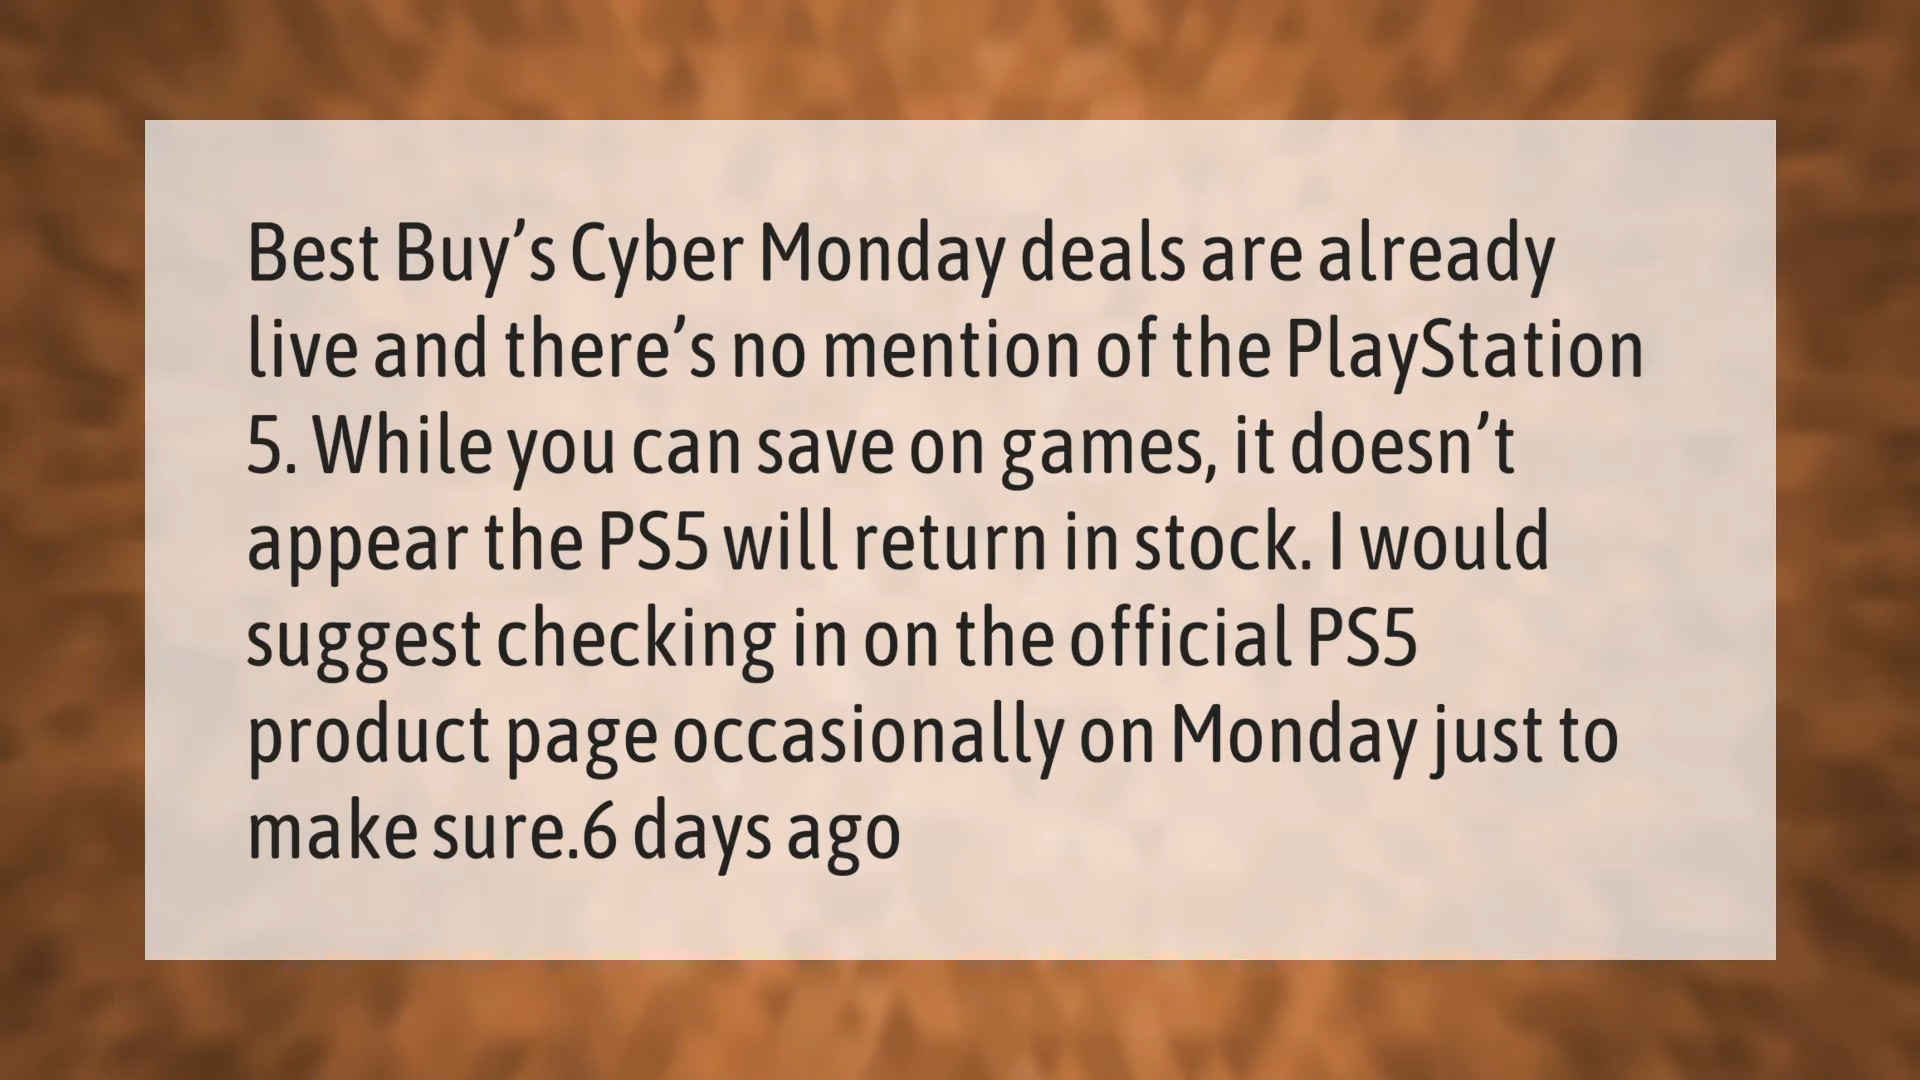 Best Buy’s Cyber Monday deals are already
live and there’s no mention of the PlayStation
5. While you can save on games, it doesn’t
appear the PS5 will return in stock. I would
suggest checking in on the official PS5
product page occasionally on Monday just to
make sure.6 days ago